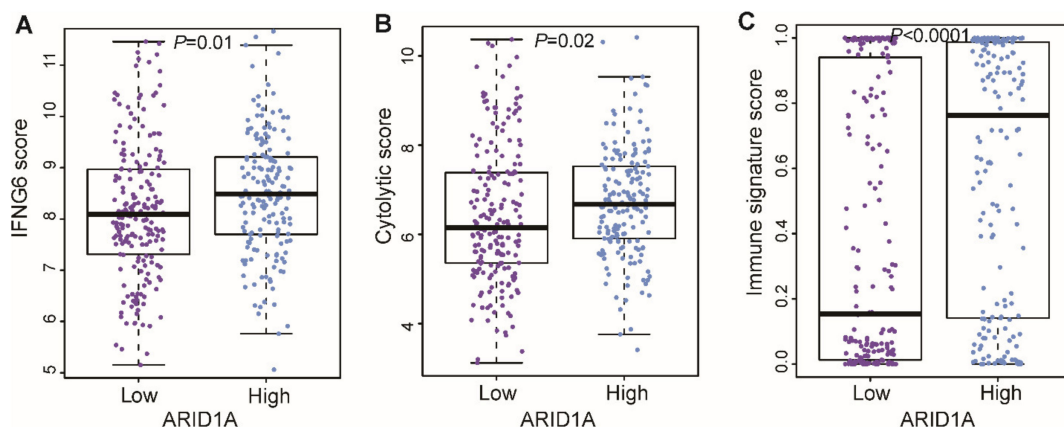 A
P=0.01
IFNG6 score
11
10
9
8
7
6
5
Low
High
ARID1A
B
P=0.02
Cytolytic score
10
8
6
4
Low
High
ARID1A
C
P<0.0001
Immune signature score
1.0
0.8
0.6
0.4
0.2
0.0
Low
High
ARID1A